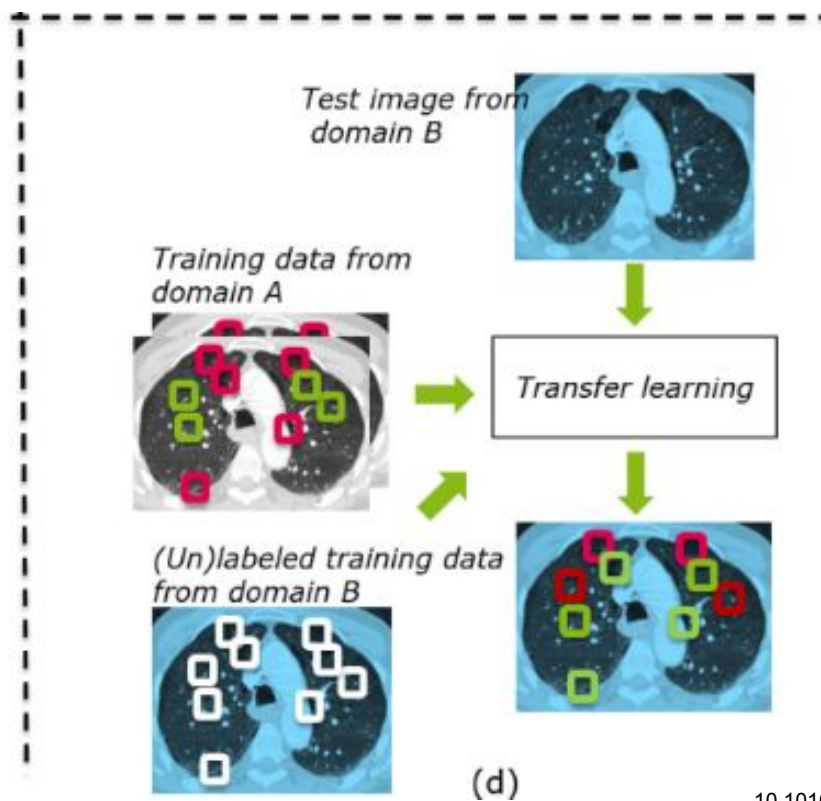 Test image from
domain B
Training data from
domain A
Transfer learning
(Un)labeled training data
from domain B
(d)